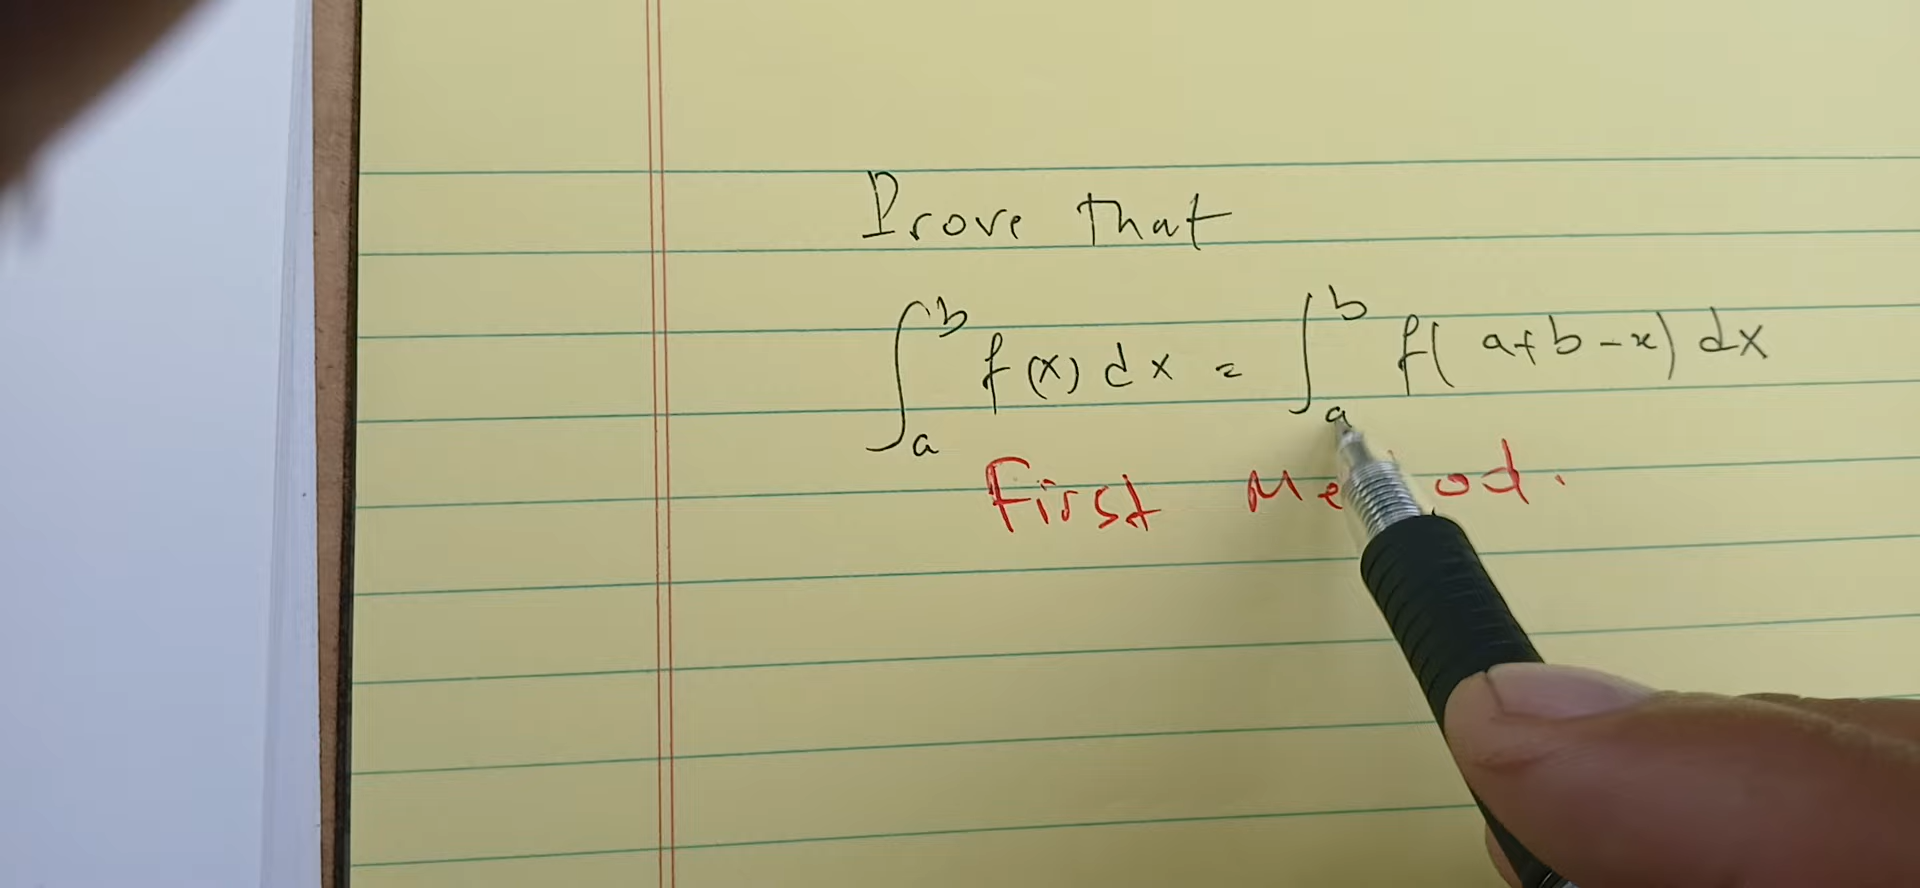 Prove that
∫_a^b f(x) dx = ∫_a^b f(a+b-x) dx
First